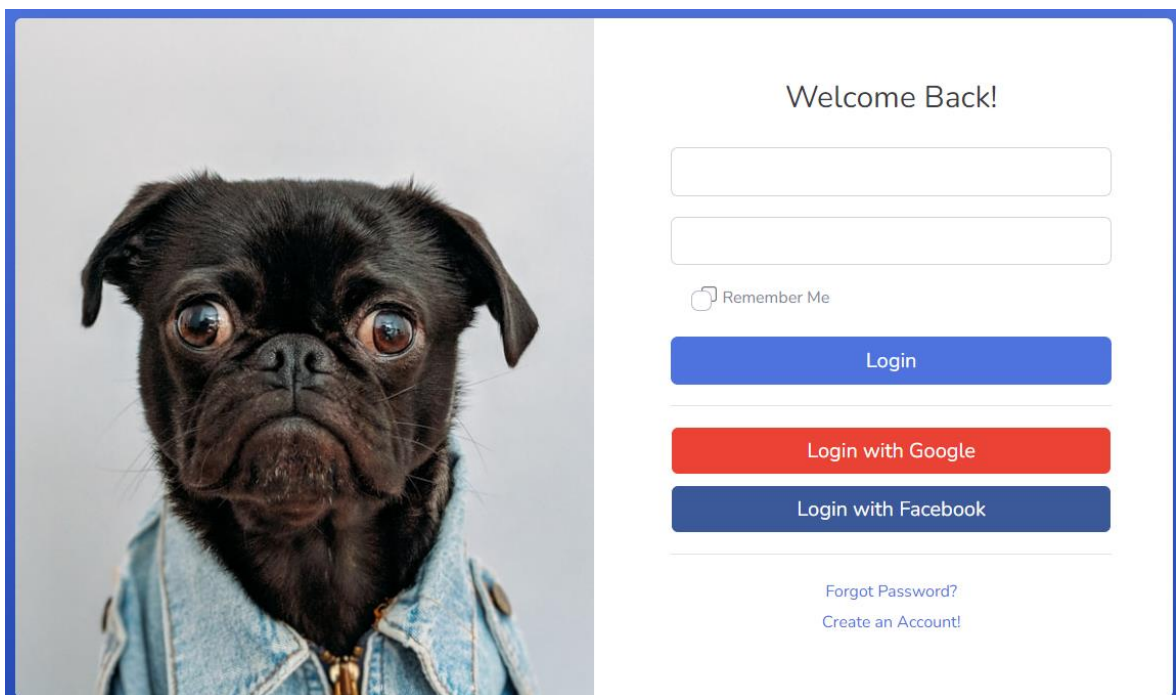 Welcome Back!
Remember Me
Login
Login with Google
Login with Facebook
Forgot Password?
Create an Account!